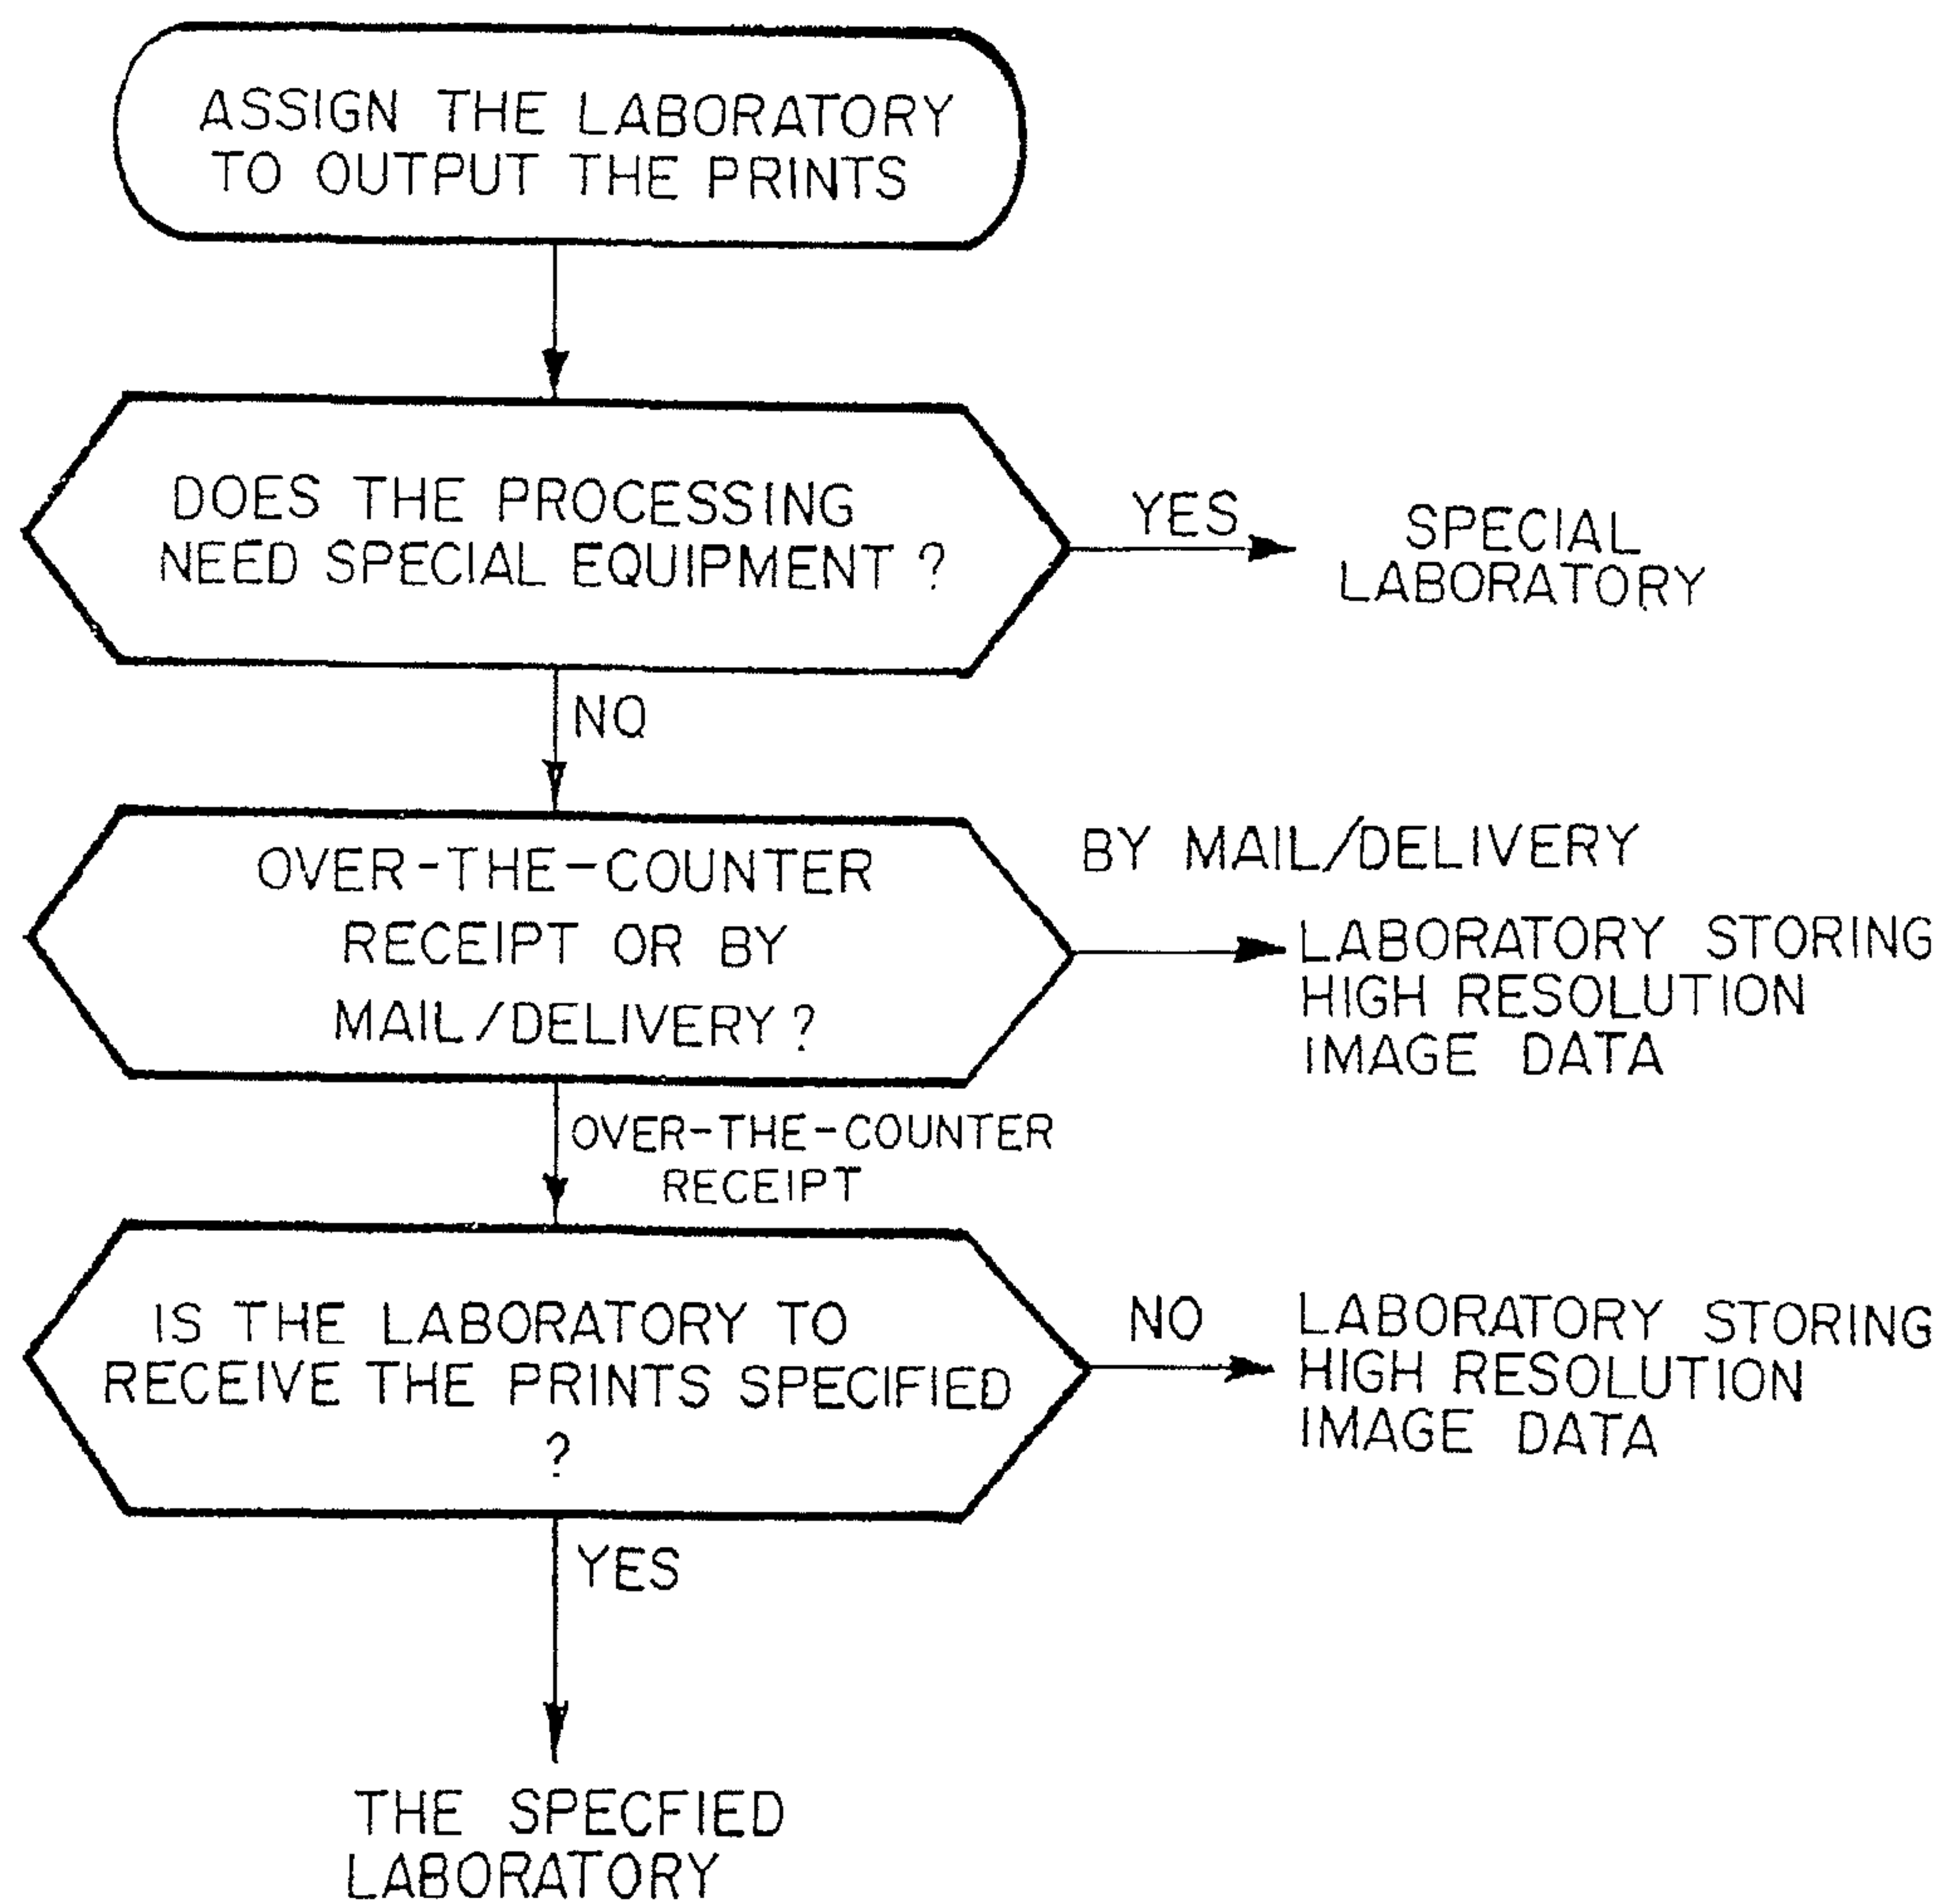 ASSIGN THE LABORATORY
TO OUTPUT THE PRINTS
DOES THE PROCESSING
NEED SPECIAL EQUIPMENT ?
YES
SPECIAL
LABORATORY
NO
OVER-THE-COUNTER
RECEIPT OR BY
MAIL/DELIVERY ?
BY MAIL/DELIVERY
LABORATORY STORING
HIGH RESOLUTION
IMAGE DATA
OVER-THE-COUNTER
RECEIPT
IS THE LABORATORY TO
RECEIVE THE PRINTS SPECIFIED
?
NO
LABORATORY STORING
HIGH RESOLUTION
IMAGE DATA
YES
THE SPECFIED
LABORATORY